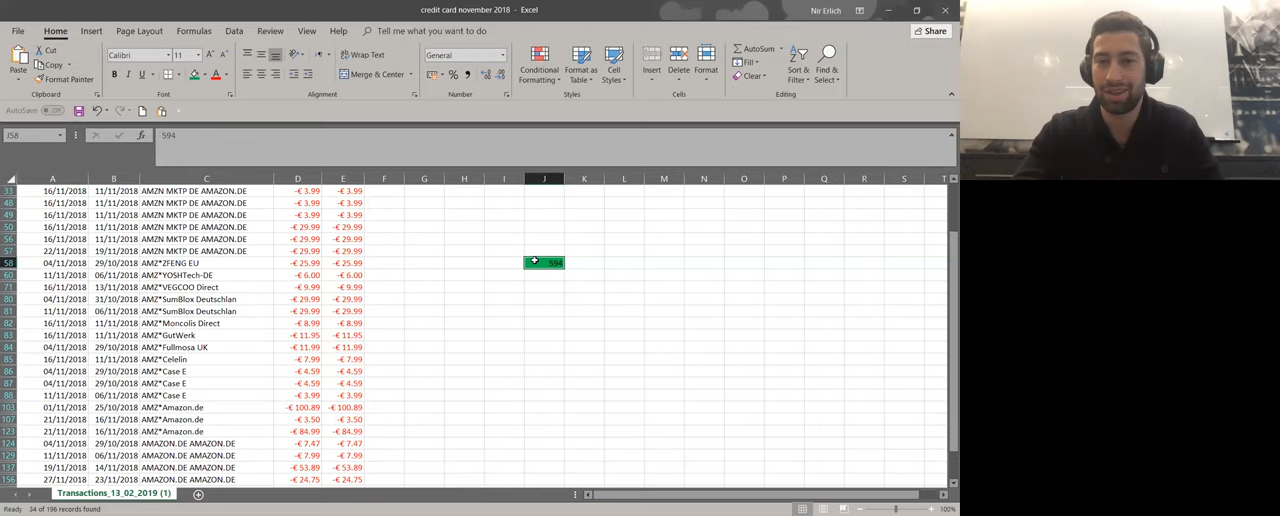 credit card november 2018 - Excel
Nir Erlich
File Home Insert Page Layout Formulas Data Review View Help Tell me what you want to do Share
Paste Cut Copy Format Painter Clipboard
Calibri 11 B I U A Font
Wrap Text Merge & Center Alignment
General % Number
Conditional Formatting Format as Table Cell Styles Styles
Insert Delete Format Cells
AutoSum Fill Clear Sort & Filter Find & Select Editing
AutoSave Off
J58 fx 594
A B C D E F G H I J K L M N O P Q R S T
33 16/11/2018 11/11/2018 AMZN MKTP DE AMAZON.DE -€ 3.99 -€ 3.99
48 16/11/2018 11/11/2018 AMZN MKTP DE AMAZON.DE -€ 3.99 -€ 3.99
49 16/11/2018 11/11/2018 AMZN MKTP DE AMAZON.DE -€ 3.99 -€ 3.99
50 16/11/2018 11/11/2018 AMZN MKTP DE AMAZON.DE -€ 29.99 -€ 29.99
56 16/11/2018 11/11/2018 AMZN MKTP DE AMAZON.DE -€ 29.99 -€ 29.99
57 22/11/2018 19/11/2018 AMZN MKTP DE AMAZON.DE -€ 29.99 -€ 29.99
58 04/11/2018 29/10/2018 AMZ*ZFENG EU -€ 25.99 -€ 25.99 594
60 11/11/2018 06/11/2018 AMZ*YOSHTech-DE -€ 6.00 -€ 6.00
71 16/11/2018 13/11/2018 AMZ*VEGCOO Direct -€ 9.99 -€ 9.99
80 04/11/2018 31/10/2018 AMZ*SumBlox Deutschlan -€ 29.99 -€ 29.99
81 11/11/2018 06/11/2018 AMZ*SumBlox Deutschlan -€ 29.99 -€ 29.99
82 16/11/2018 11/11/2018 AMZ*Moncolis Direct -€ 8.99 -€ 8.99
83 16/11/2018 11/11/2018 AMZ*GutWerk -€ 11.95 -€ 11.95
84 04/11/2018 29/10/2018 AMZ*Fullmosa UK -€ 11.99 -€ 11.99
85 16/11/2018 11/11/2018 AMZ*Celelin -€ 7.99 -€ 7.99
86 04/11/2018 29/10/2018 AMZ*Case E -€ 4.59 -€ 4.59
87 04/11/2018 29/10/2018 AMZ*Case E -€ 4.59 -€ 4.59
88 11/11/2018 06/11/2018 AMZ*Case E -€ 3.99 -€ 3.99
103 01/11/2018 25/10/2018 AMZ*Amazon.de -€ 100.89 -€ 100.89
107 21/11/2018 16/11/2018 AMZ*Amazon.de -€ 3.50 -€ 3.50
123 21/11/2018 16/11/2018 AMZ*Amazon.de -€ 84.99 -€ 84.99
124 04/11/2018 29/10/2018 AMAZON.DE AMAZON.DE -€ 7.47 -€ 7.47
129 11/11/2018 06/11/2018 AMAZON.DE AMAZON.DE -€ 7.99 -€ 7.99
137 19/11/2018 14/11/2018 AMAZON.DE AMAZON.DE -€ 53.89 -€ 53.89
156 27/11/2018 23/11/2018 AMAZON.DE AMAZON.DE -€ 24.75 -€ 24.75
Transactions_13_02_2019 (1)
Ready 34 of 196 records found 100%